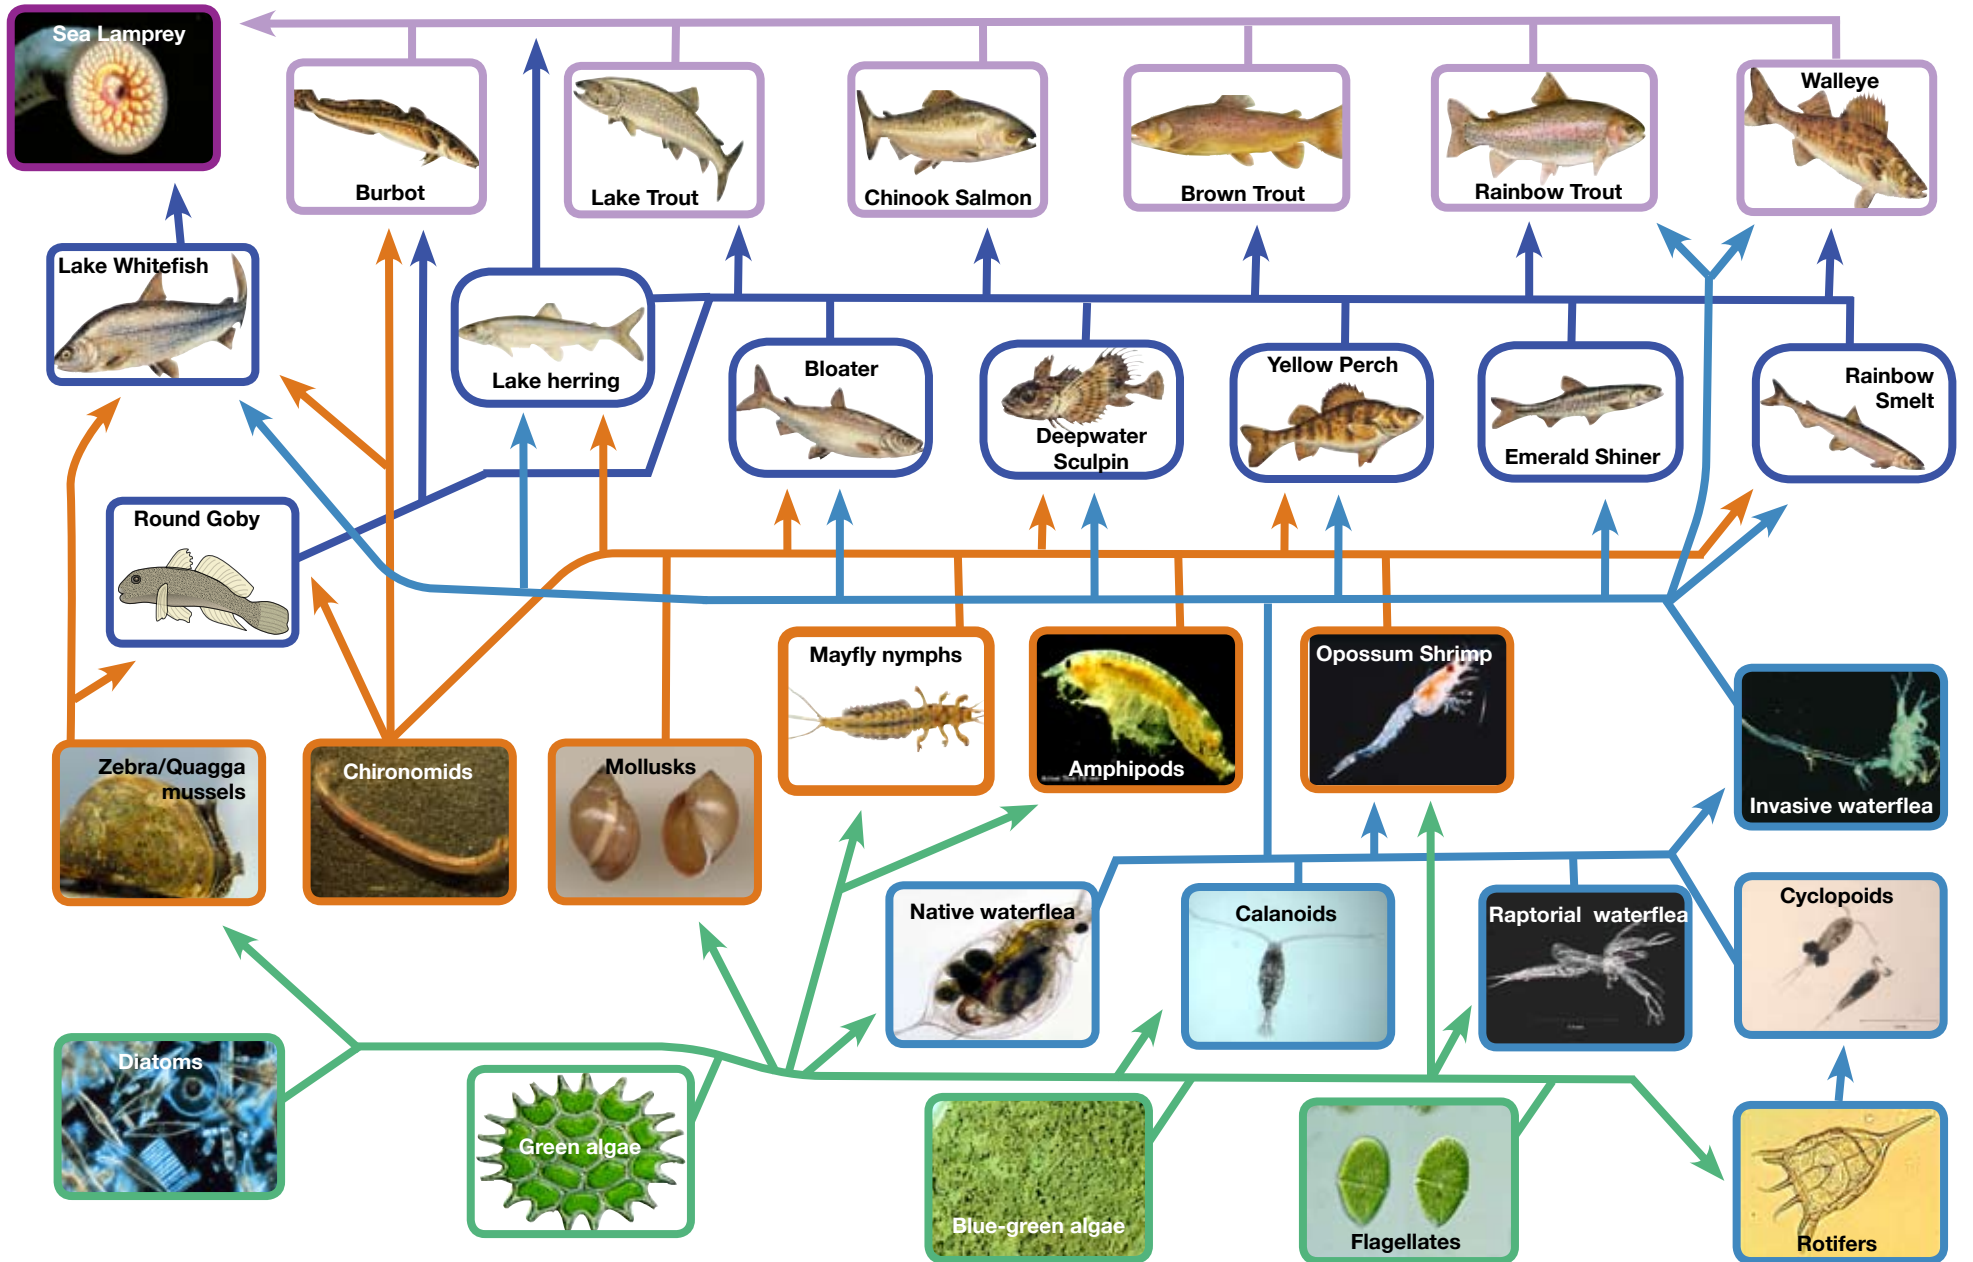 Sea Lamprey
Burbot
Lake Trout
Chinook Salmon
Brown Trout
Rainbow Trout
Walleye
Lake Whitefish
Lake herring
Bloater
Deepwater
Sculpin
Yellow Perch
Emerald Shiner
Rainbow
Smelt
Round Goby
Mayfly nymphs
Amphipods
Opossum Shrimp
Invasive waterflea
Zebra/Quagga
mussels
Chironomids
Mollusks
Native waterflea
Calanoids
Raptorial waterflea
Cyclopoids
Diatoms
Green algae
Blue-green algae
Flagellates
Rotifers